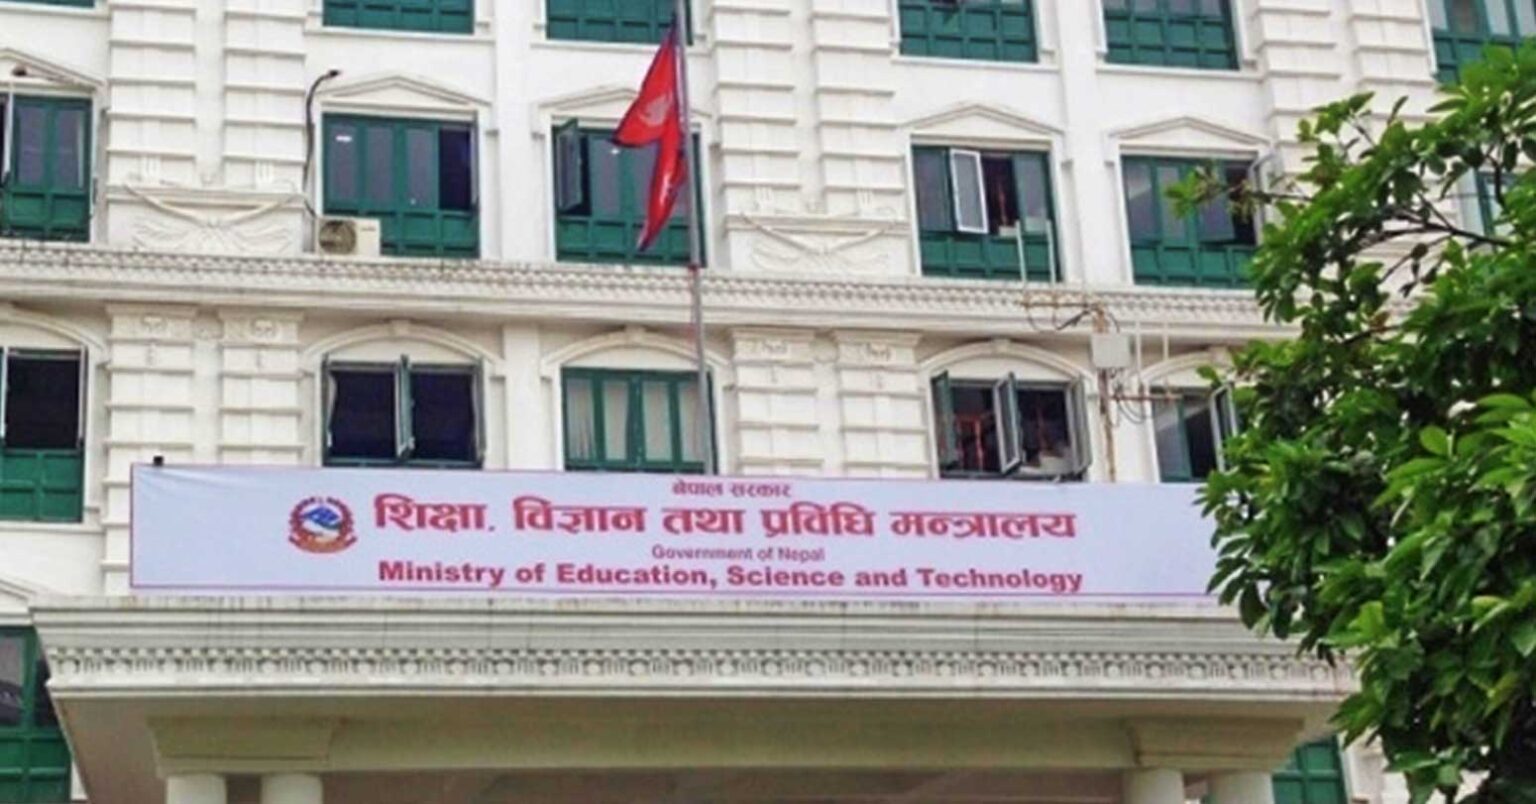 नेपाल सरकार
शिक्षा, विज्ञान तथा प्रविधि मन्त्रालय
Government of Nepal
Ministry of Education, Science and Technology